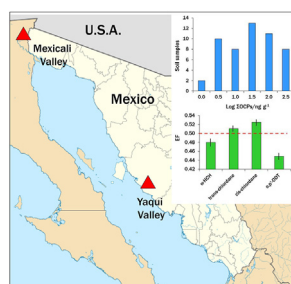 U.S.A.
Mexicali
Valley
Mexico
Yaqui
Valley
Soil samples
15
10
5
0
0.0 0.5 1.0 1.5 2.0 2.5
Log ΣOCPs/ng g-1
EF
0.54
0.52
0.50
0.48
0.46
0.44
0.42
α-HCH
trans-chlordane
cis-chlordane
o,p'-DDT